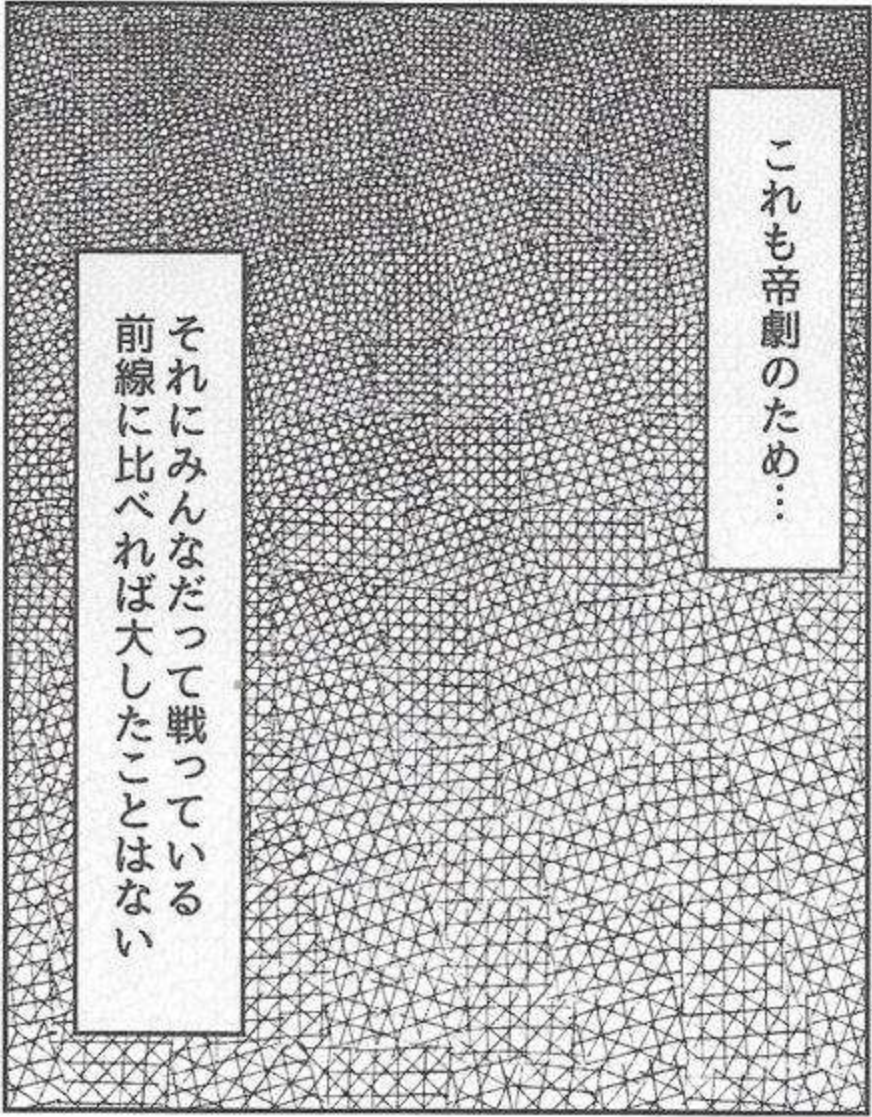 これも帝劇のため…
それにみんなだって戦っている
前線に比べれば大したことはない